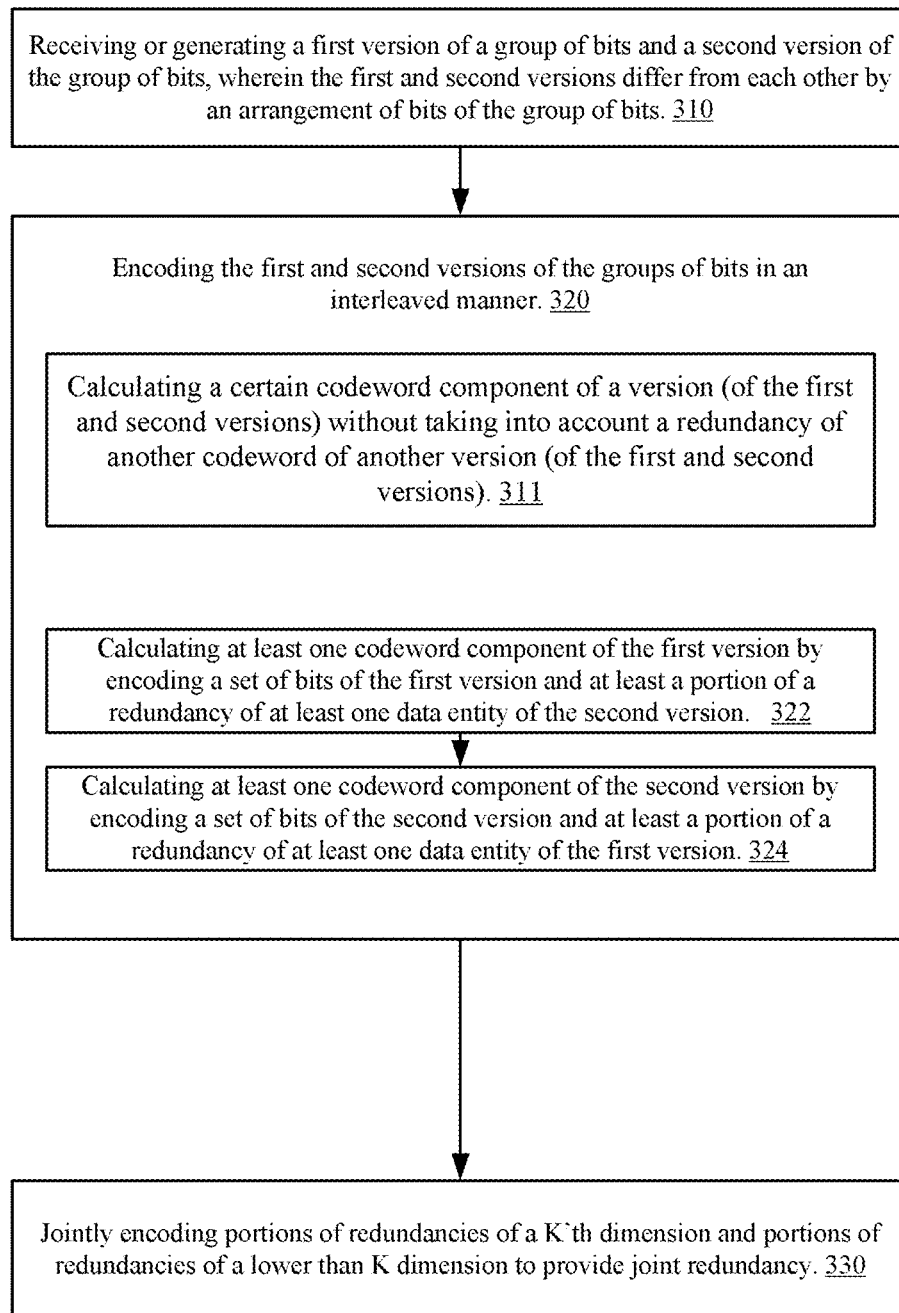 Receiving or generating a first version of a group of bits and a second version of
the group of bits, wherein the first and second versions differ from each other by
an arrangement of bits of the group of bits. 310
Encoding the first and second versions of the groups of bits in an
interleaved manner. 320
Calculating a certain codeword component of a version (of the first
and second versions) without taking into account a redundancy of
another codeword of another version (of the first and second
versions). 311
Calculating at least one codeword component of the first version by
encoding a set of bits of the first version and at least a portion of a
redundancy of at least one data entity of the second version. 322
Calculating at least one codeword component of the second version by
encoding a set of bits of the second version and at least a portion of a
redundancy of at least one data entity of the first version. 324
Jointly encoding portions of redundancies of a K`th dimension and portions of
redundancies of a lower than K dimension to provide joint redundancy. 330